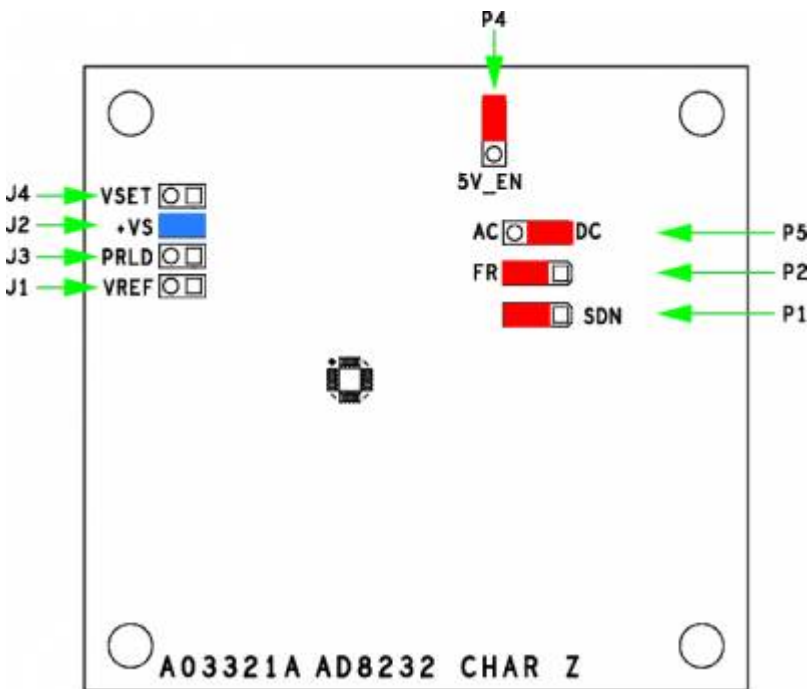 P4
5V_EN
J4 VSET
J2 +VS
J3 PRLD
J1 VREF
AC DC P5
FR P2
SDN P1
A03321A AD8232 CHAR Z